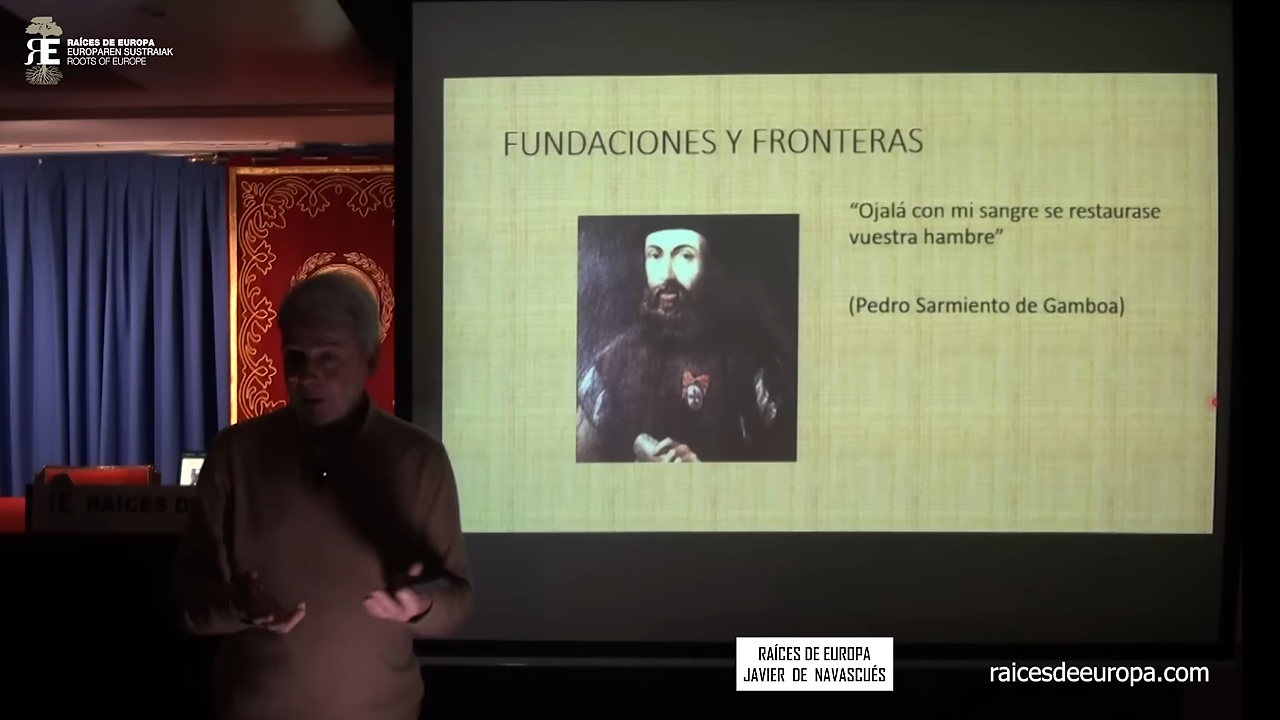 RAÍCES DE EUROPA
EUROPAREN SUSTRAIAK
ROOTS OF EUROPE
FUNDACIONES Y FRONTERAS
“Ojalá con mi sangre se restaurase
vuestra hambre”
(Pedro Sarmiento de Gamboa)
RAÍCES D
RAÍCES DE EUROPA
JAVIER DE NAVASCUÉS
raicesdeeuropa.com